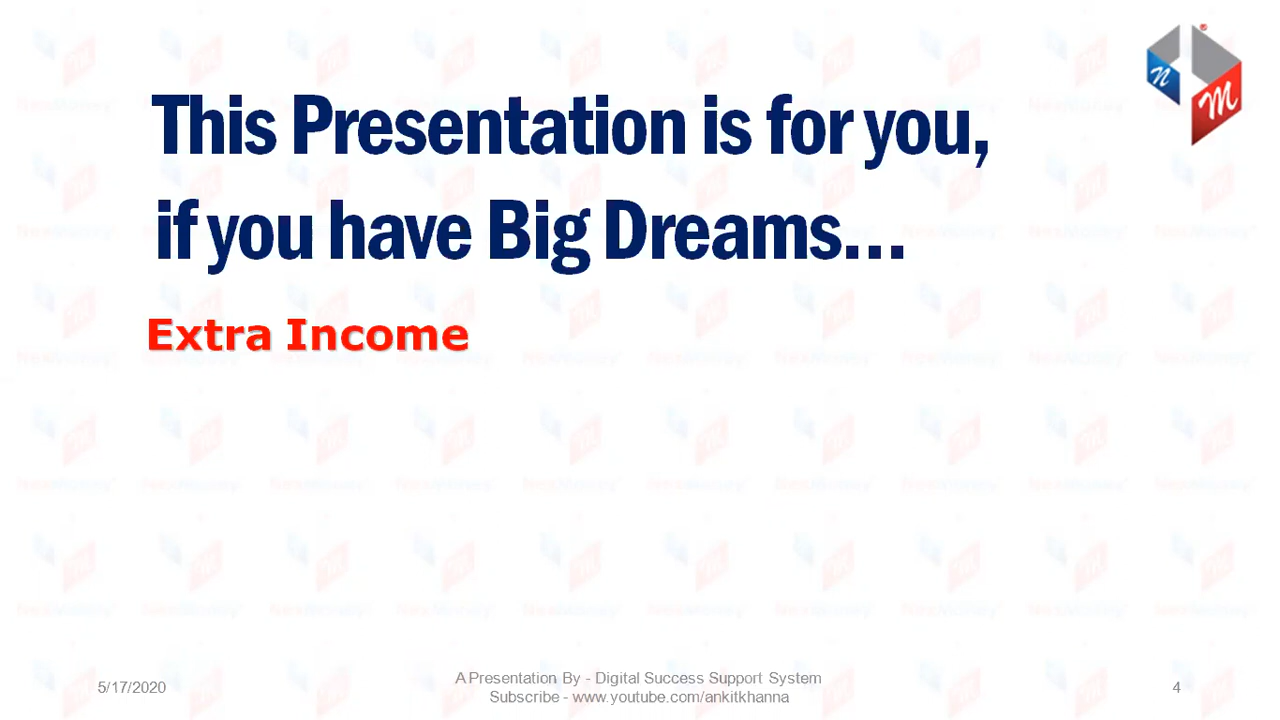 This Presentation is for you,
if you have Big Dreams...
Extra Income
5/17/2020
A Presentation By - Digital Success Support System
Subscribe - www.youtube.com/ankitkhanna
4